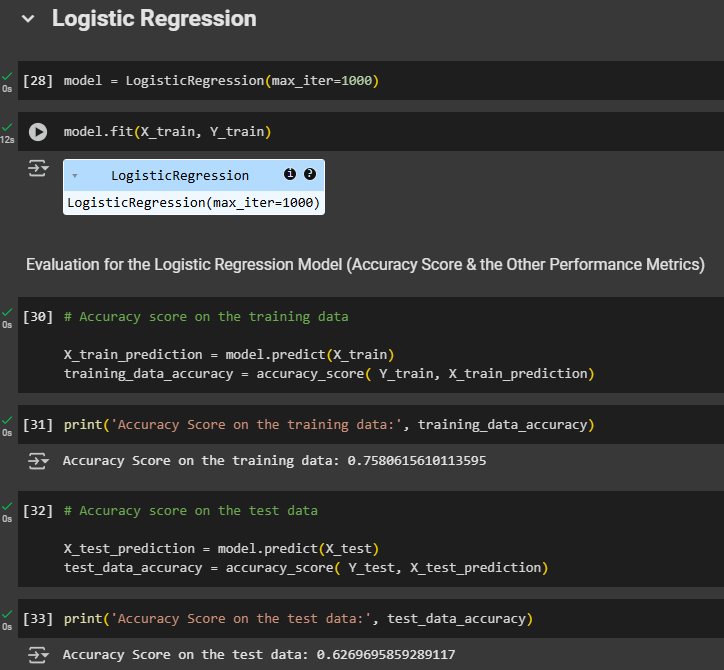 Logistic Regression
[28] model = LogisticRegression(max_iter=1000)
0s
model.fit(X_train, Y_train)
12s
LogisticRegression
LogisticRegression(max_iter=1000)
Evaluation for the Logistic Regression Model (Accuracy Score & the Other Performance Metrics)
[30] # Accuracy score on the training data
0s
X_train_prediction = model.predict(X_train)
training_data_accuracy = accuracy_score( Y_train, X_train_prediction)
[31] print('Accuracy Score on the training data:', training_data_accuracy)
0s
Accuracy Score on the training data: 0.7580615610113595
[32] # Accuracy score on the test data
0s
X_test_prediction = model.predict(X_test)
test_data_accuracy = accuracy_score( Y_test, X_test_prediction)
[33] print('Accuracy Score on the test data:', test_data_accuracy)
0s
Accuracy Score on the test data: 0.6269695859289117